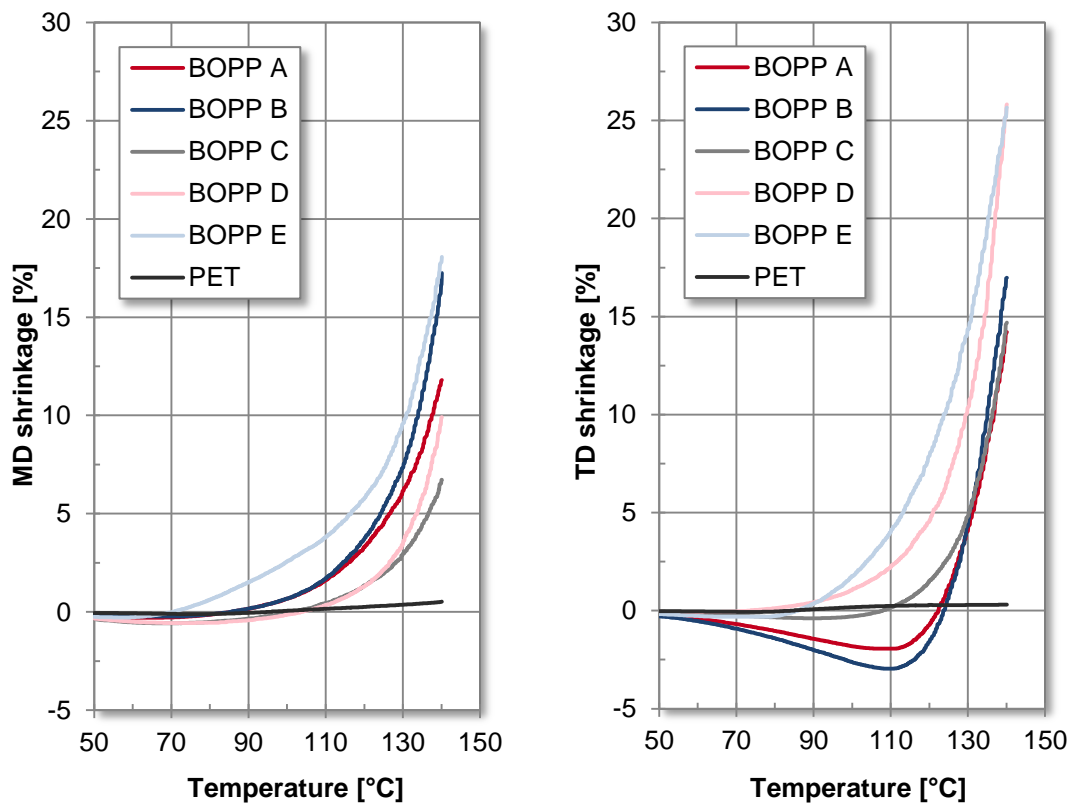 30
25
20
15
10
5
0
-5
MD shrinkage [%]
BOPP A
BOPP B
BOPP C
BOPP D
BOPP E
PET
50 70 90 110 130 150
Temperature [°C]
30
25
20
15
10
5
0
-5
TD shrinkage [%]
BOPP A
BOPP B
BOPP C
BOPP D
BOPP E
PET
50 70 90 110 130 150
Temperature [°C]